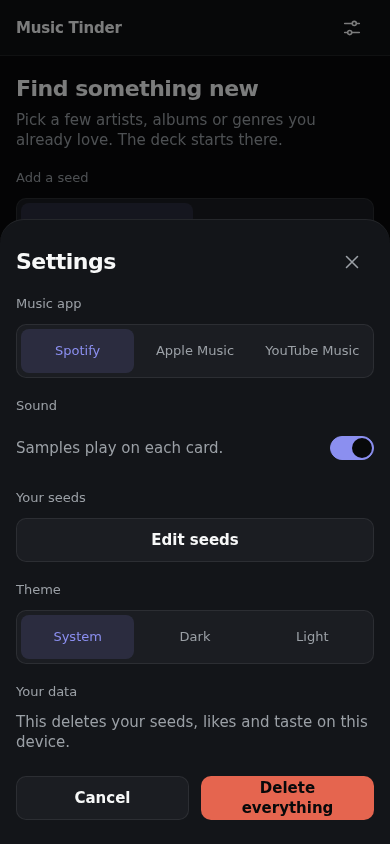 Music Tinder
Find something new
Pick a few artists, albums or genres you
already love. The deck starts there.
Add a seed
Settings
Music app
Spotify
Apple Music
YouTube Music
Sound
Samples play on each card.
Your seeds
Edit seeds
Theme
System
Dark
Light
Your data
This deletes your seeds, likes and taste on this
device.
Cancel
Delete
everything